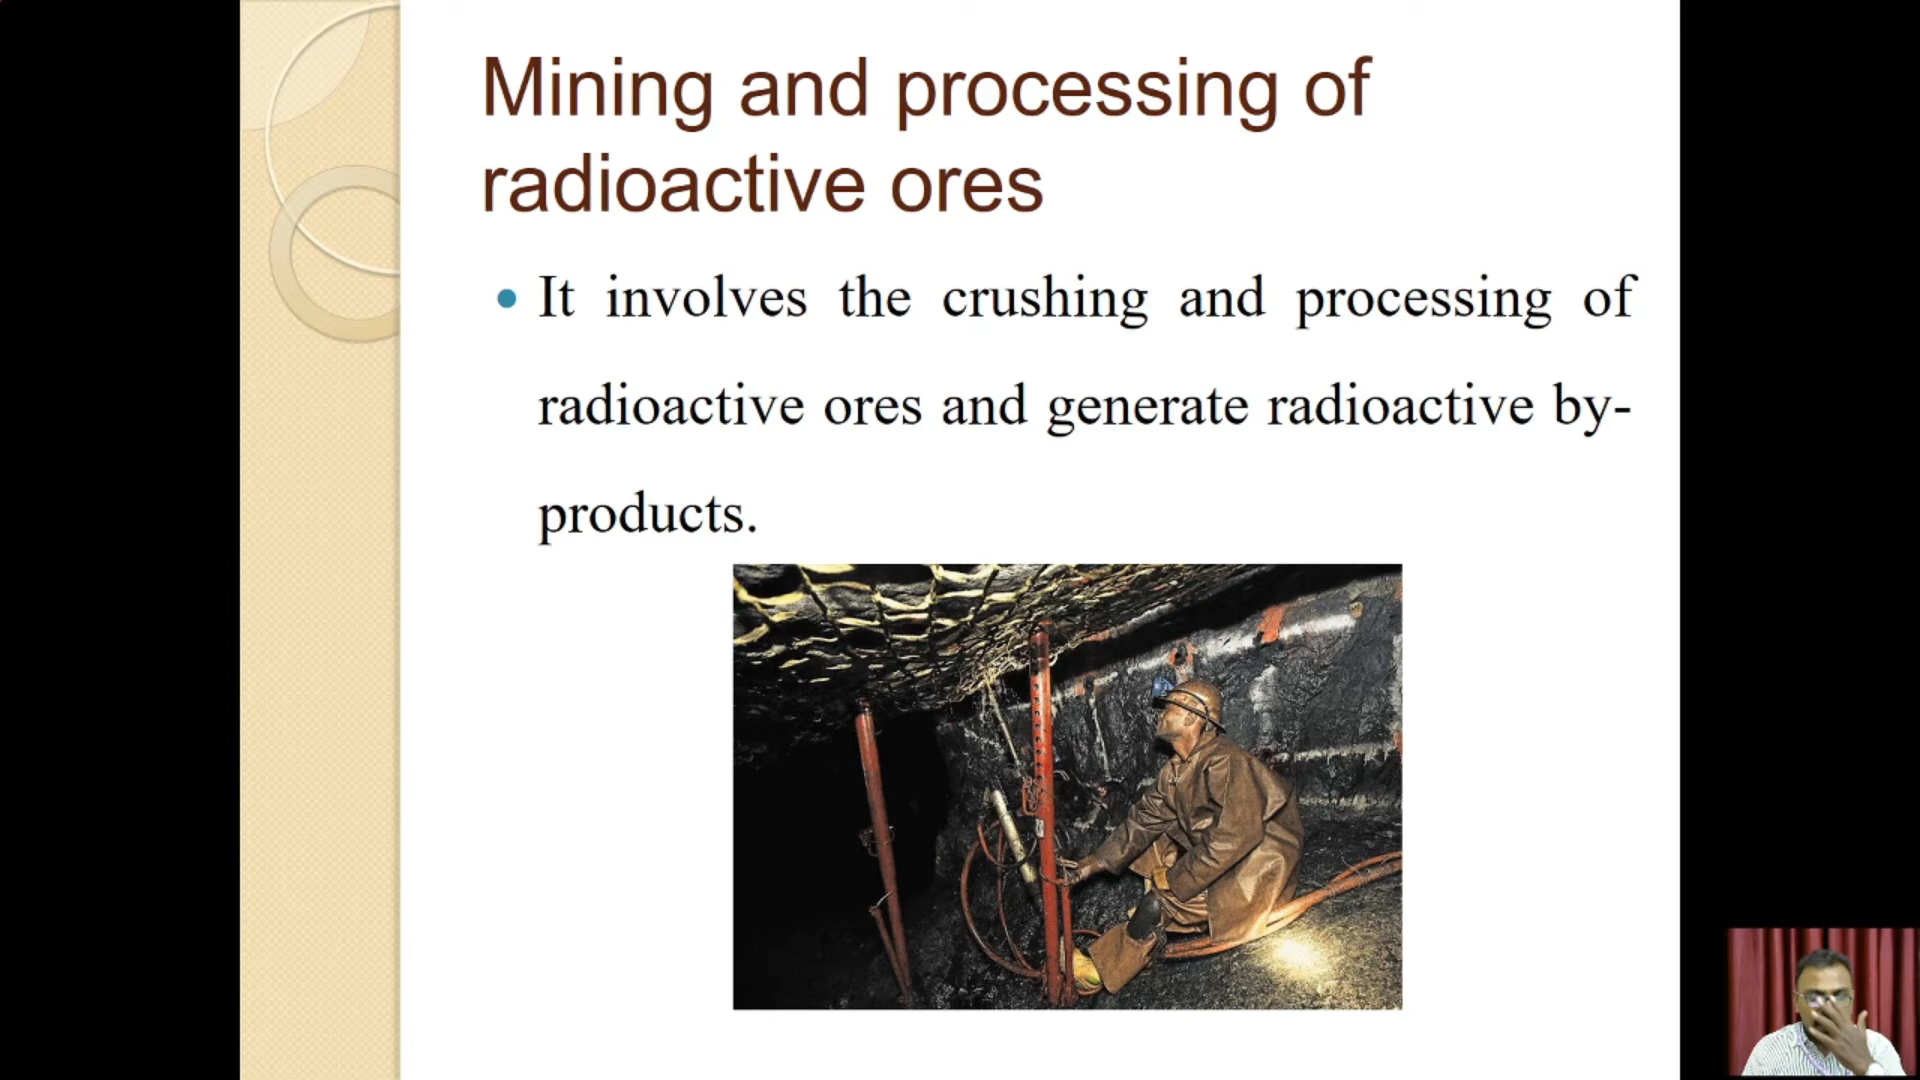 Mining and processing of
radioactive ores
It involves the crushing and processing of
radioactive ores and generate radioactive by-
products.